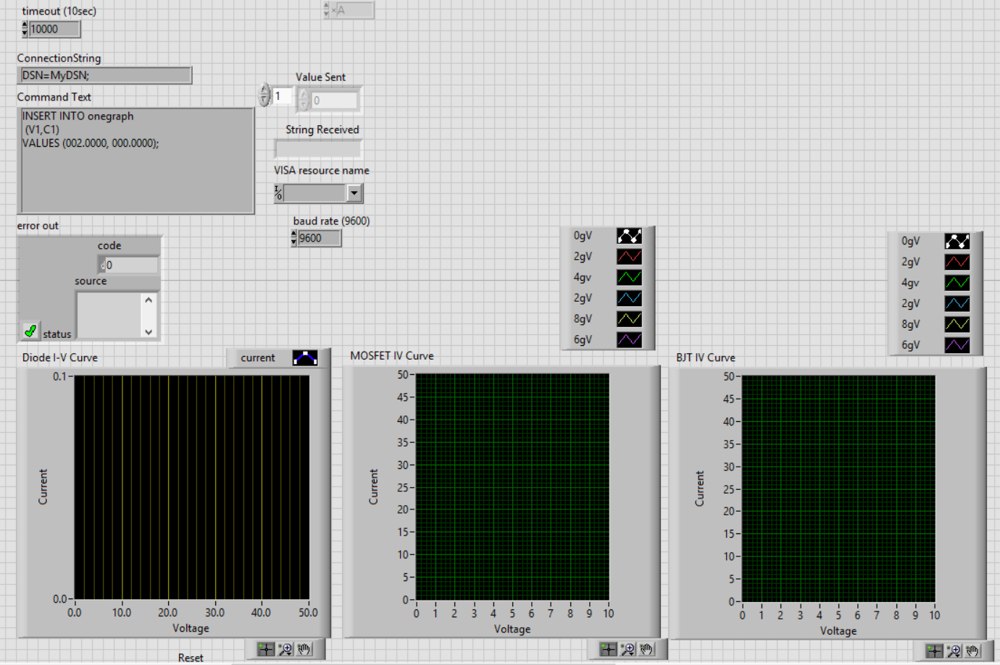 timeout (10sec)
10000
×A
ConnectionString
DSN=MyDSN;
Command Text
INSERT INTO onegraph
(V1,C1)
VALUES (002.0000, 000.0000);
Value Sent
1
0
String Received
VISA resource name
I/O
baud rate (9600)
9600
error out
code
d0
source
status
0gV
2gV
4gv
2gV
8gV
6gV
0gV
2gV
4gv
2gV
8gV
6gV
Diode I-V Curve
current
0.1
0.0
Current
0.0 10.0 20.0 30.0 40.0 50.0
Voltage
MOSFET IV Curve
50
45
40
35
30
25
20
15
10
5
0
Current
0 1 2 3 4 5 6 7 8 9 10
Voltage
BJT IV Curve
50
45
40
35
30
25
20
15
10
5
0
Current
0 1 2 3 4 5 6 7 8 9 10
Voltage
Reset